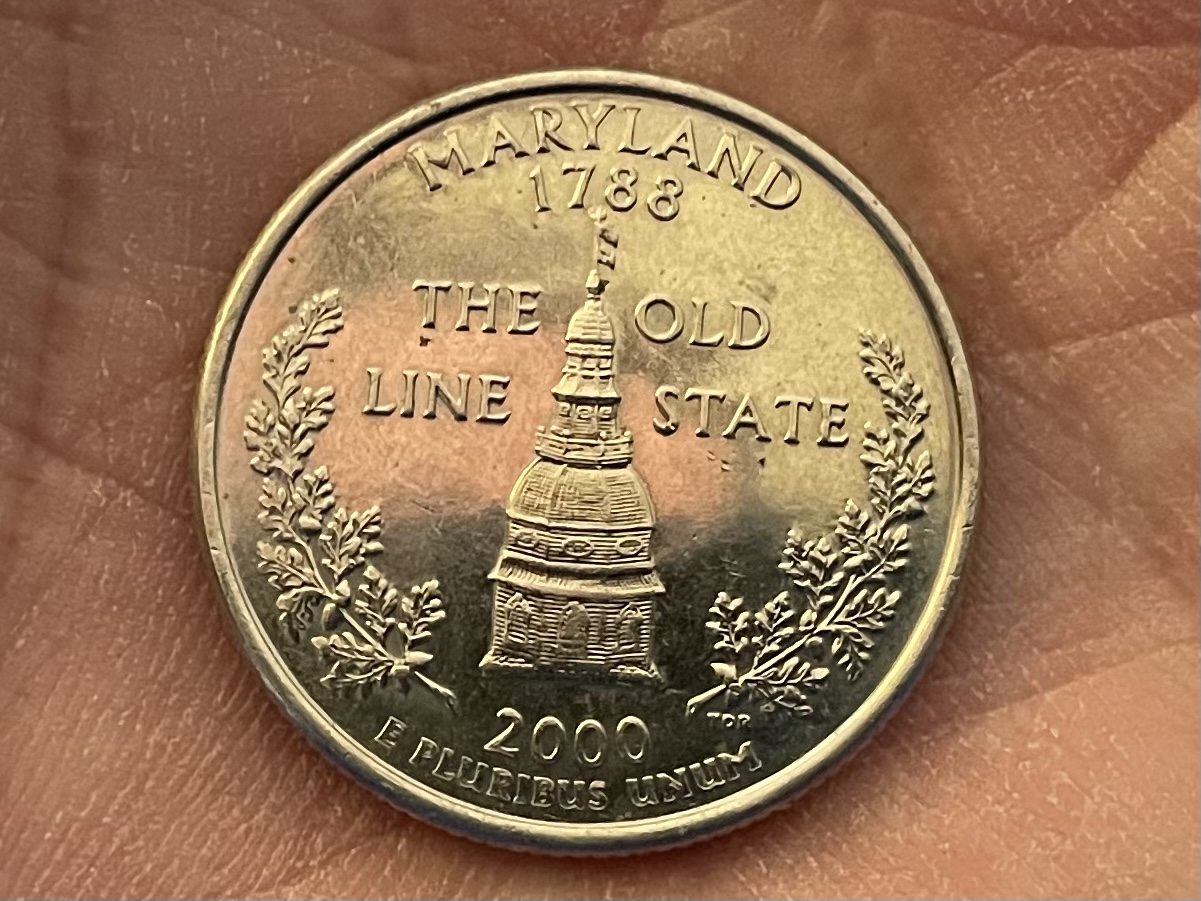 MARYLAND
1788
THE OLD
LINE STATE
TDR
2000
E PLURIBUS UNUM